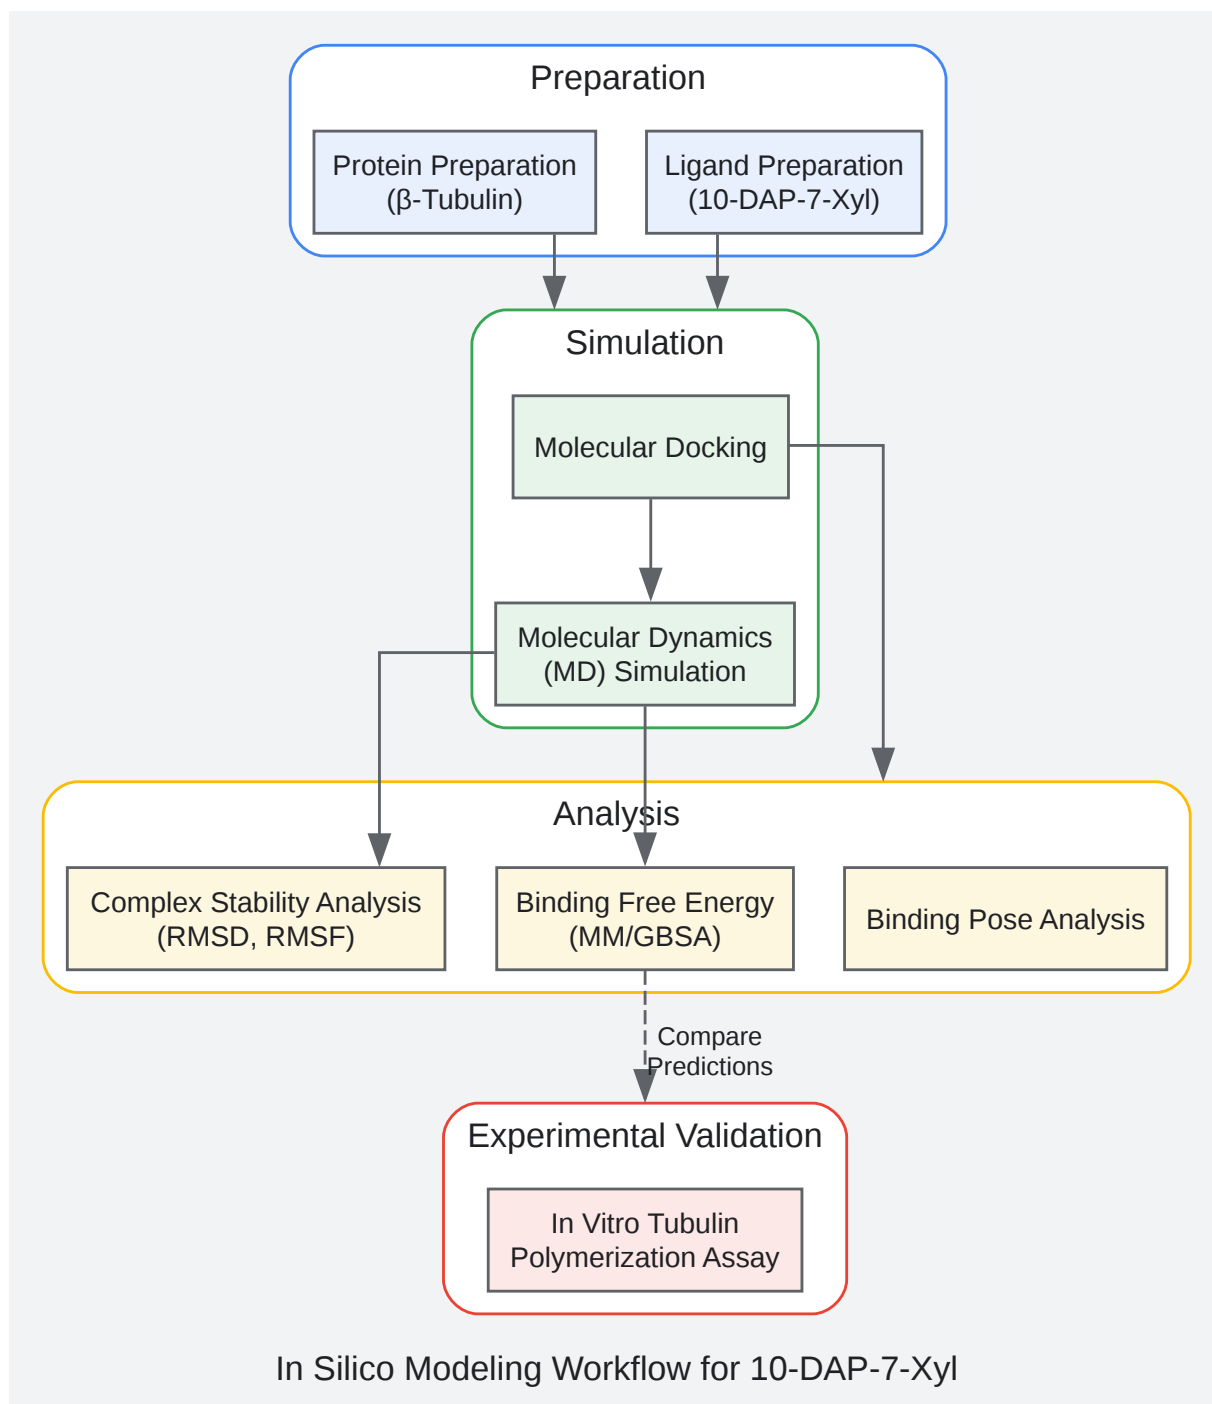 Preparation
Protein Preparation
(β-Tubulin)
Ligand Preparation
(10-DAP-7-Xyl)
Simulation
Molecular Docking
Molecular Dynamics
(MD) Simulation
Analysis
Complex Stability Analysis
(RMSD, RMSF)
Binding Free Energy
(MM/GBSA)
Binding Pose Analysis
Compare
Predictions
Experimental Validation
In Vitro Tubulin
Polymerization Assay
In Silico Modeling Workflow for 10-DAP-7-Xyl